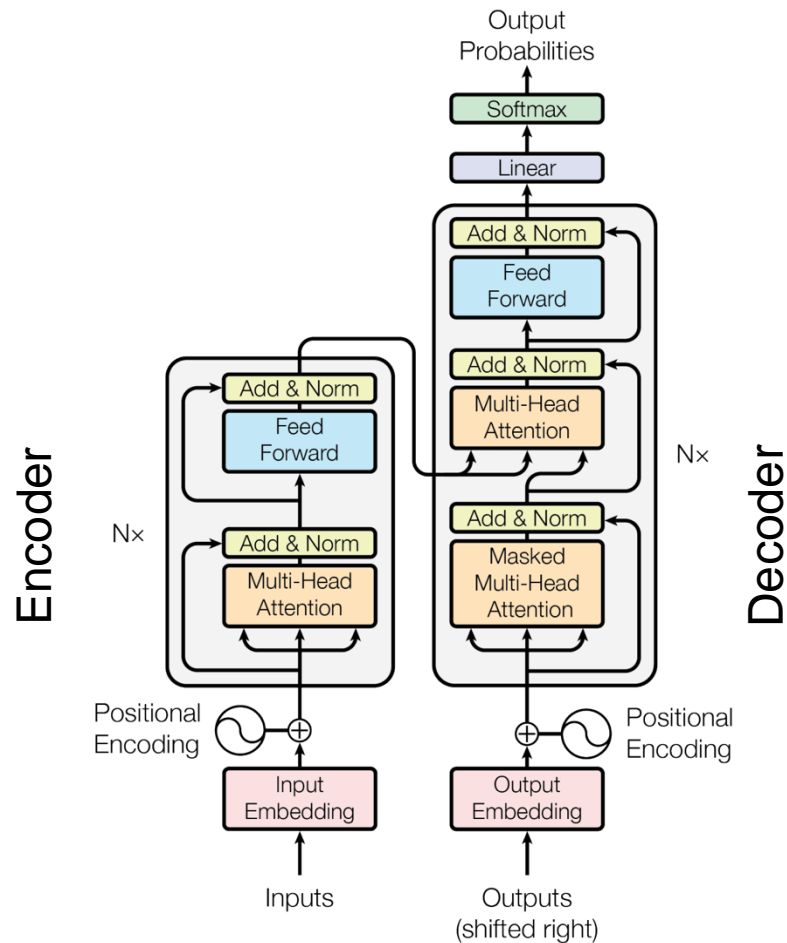 Output
Probabilities
Softmax
Linear
Add & Norm
Feed
Forward
Add & Norm
Multi-Head
Attention
Add & Norm
Masked
Multi-Head
Attention
N×
Decoder
Positional
Encoding
Output
Embedding
Outputs
(shifted right)
Encoder
N×
Add & Norm
Feed
Forward
Add & Norm
Multi-Head
Attention
Positional
Encoding
Input
Embedding
Inputs